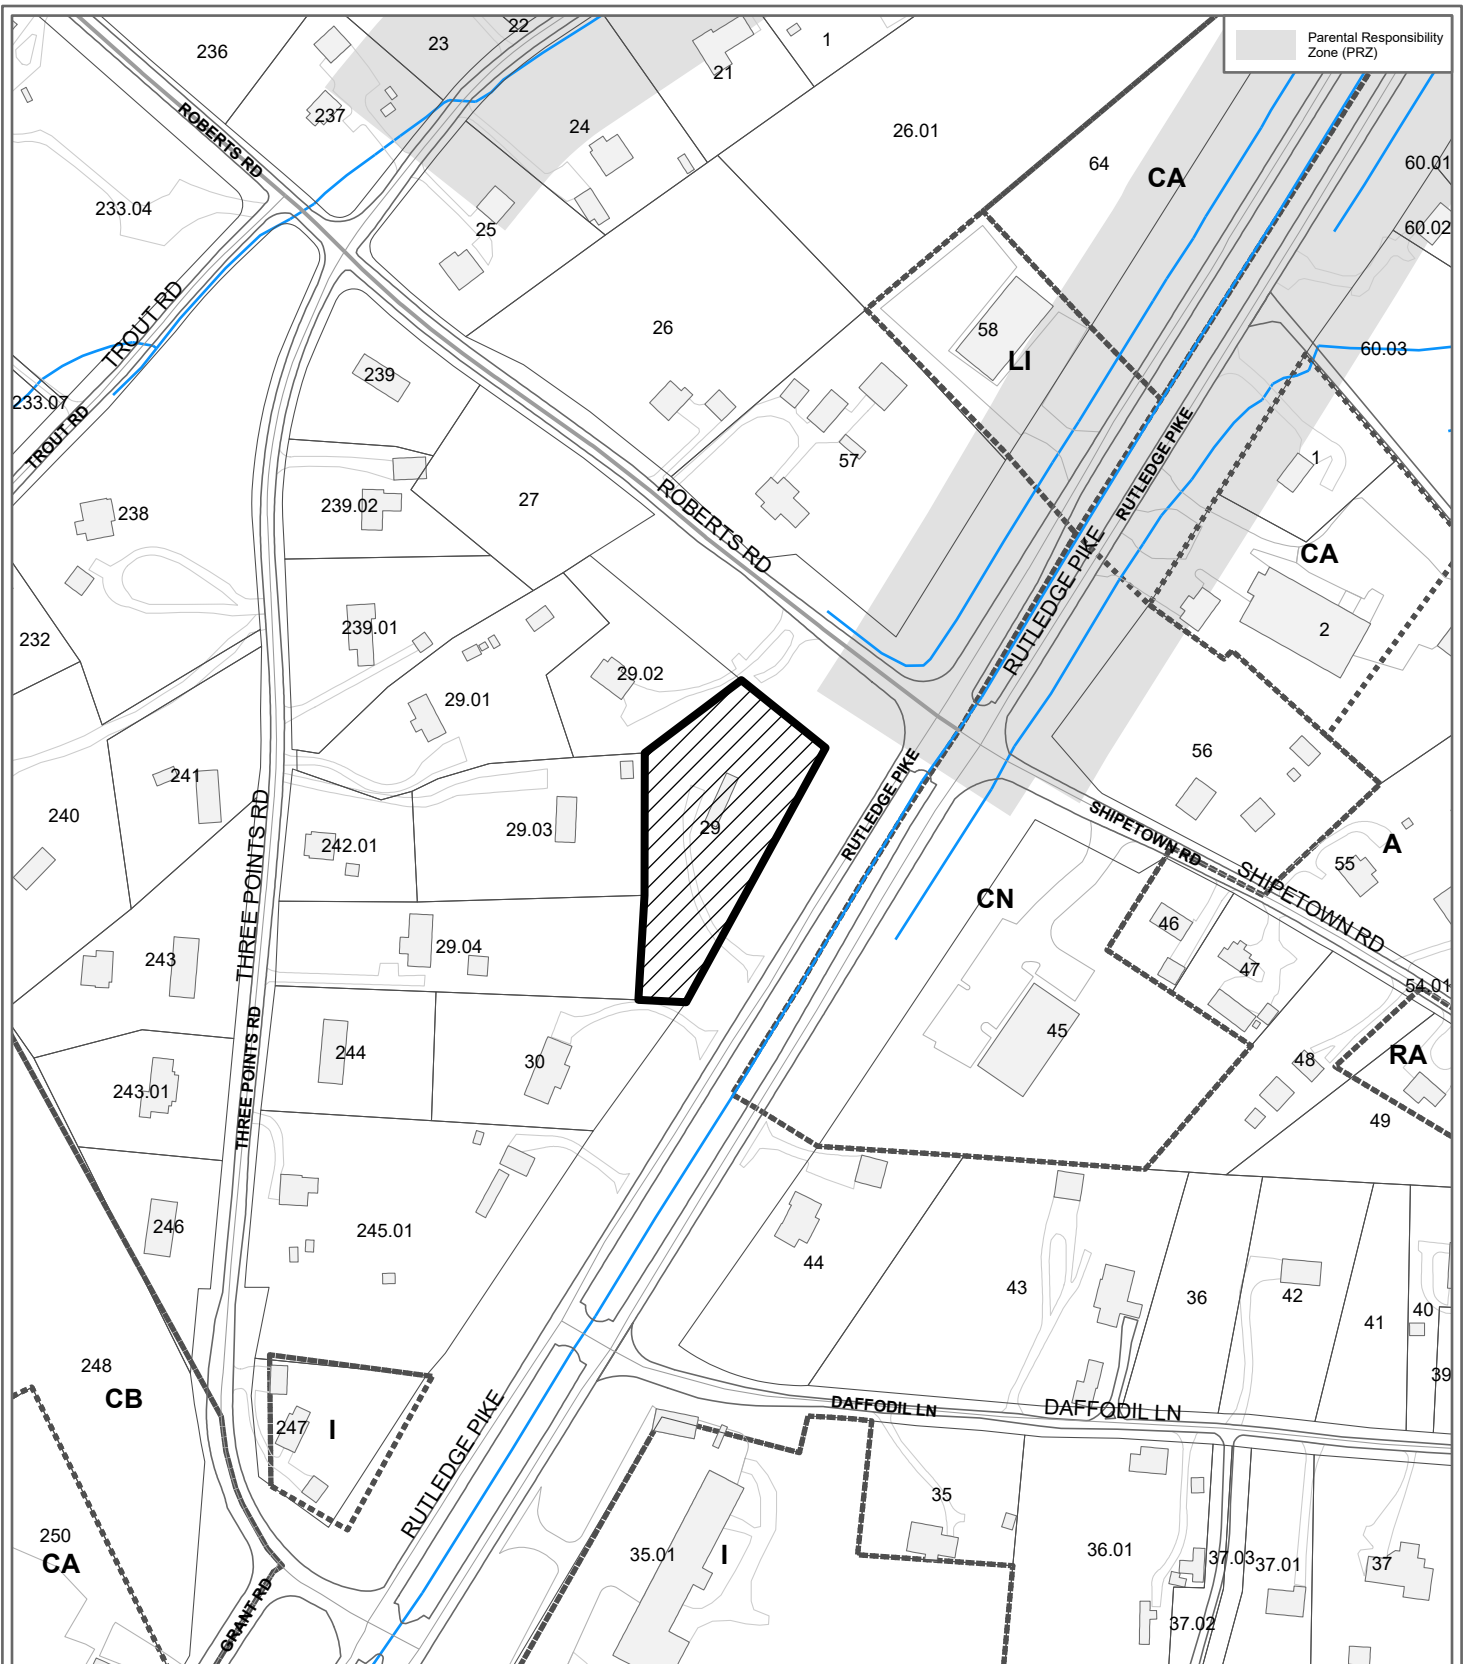 Parental Responsibility
Zone (PRZ)
22
23
236
1
21
237
24
26.01
ROBERTS RD
64
CA
60.01
233.04
25
60.02
TROUT RD
26
58
LI
60.03
239
233.07
TROUT RD
RUTLEDGE PIKE
57
1
27
239.02
238
ROBERTS RD
RUTLEDGE PIKE
CA
239.01
232
2
29.02
29.01
56
241
240
RUTLEDGE PIKE
SHIPETOWN RD
29
29.03
242.01
THREE POINTS RD
A
55
SHIPETOWN RD
CN
46
29.04
243
47
54.01
THREE POINTS RD
45
244
30
48
RA
243.01
49
246
245.01
44
43
36
42
41
40
248
39
CB
DAFFODIL LN
DAFFODIL LN
247
I
RUTLEDGE PIKE
35
250
CA
35.01
I
36.01
37.03
37.01
37
GRANT RD
37.02